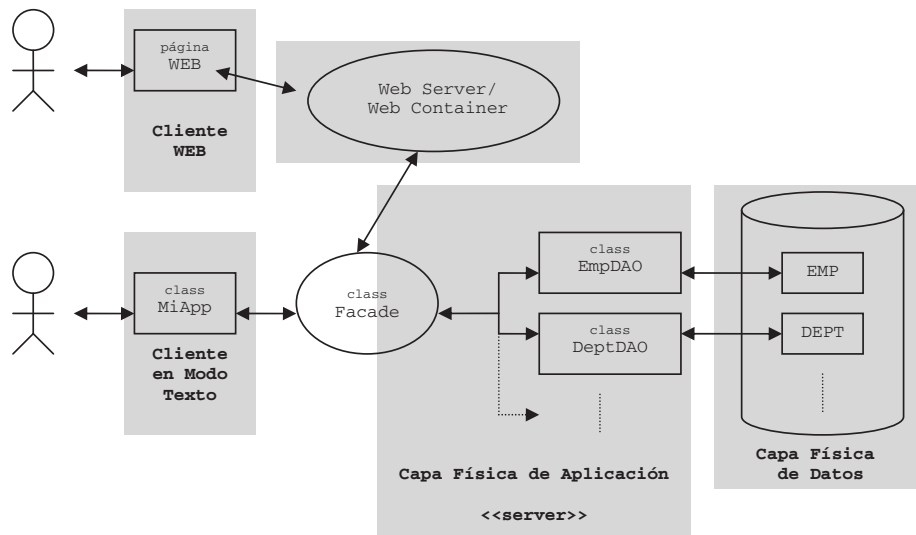 página
WEB
Cliente
WEB
Web Server/
Web Container
class
MiApp
Cliente
en Modo
Texto
class
Facade
class
EmpDAO
class
DeptDAO
Capa Física de Aplicación
<<server>>
EMP
DEPT
Capa Física
de Datos